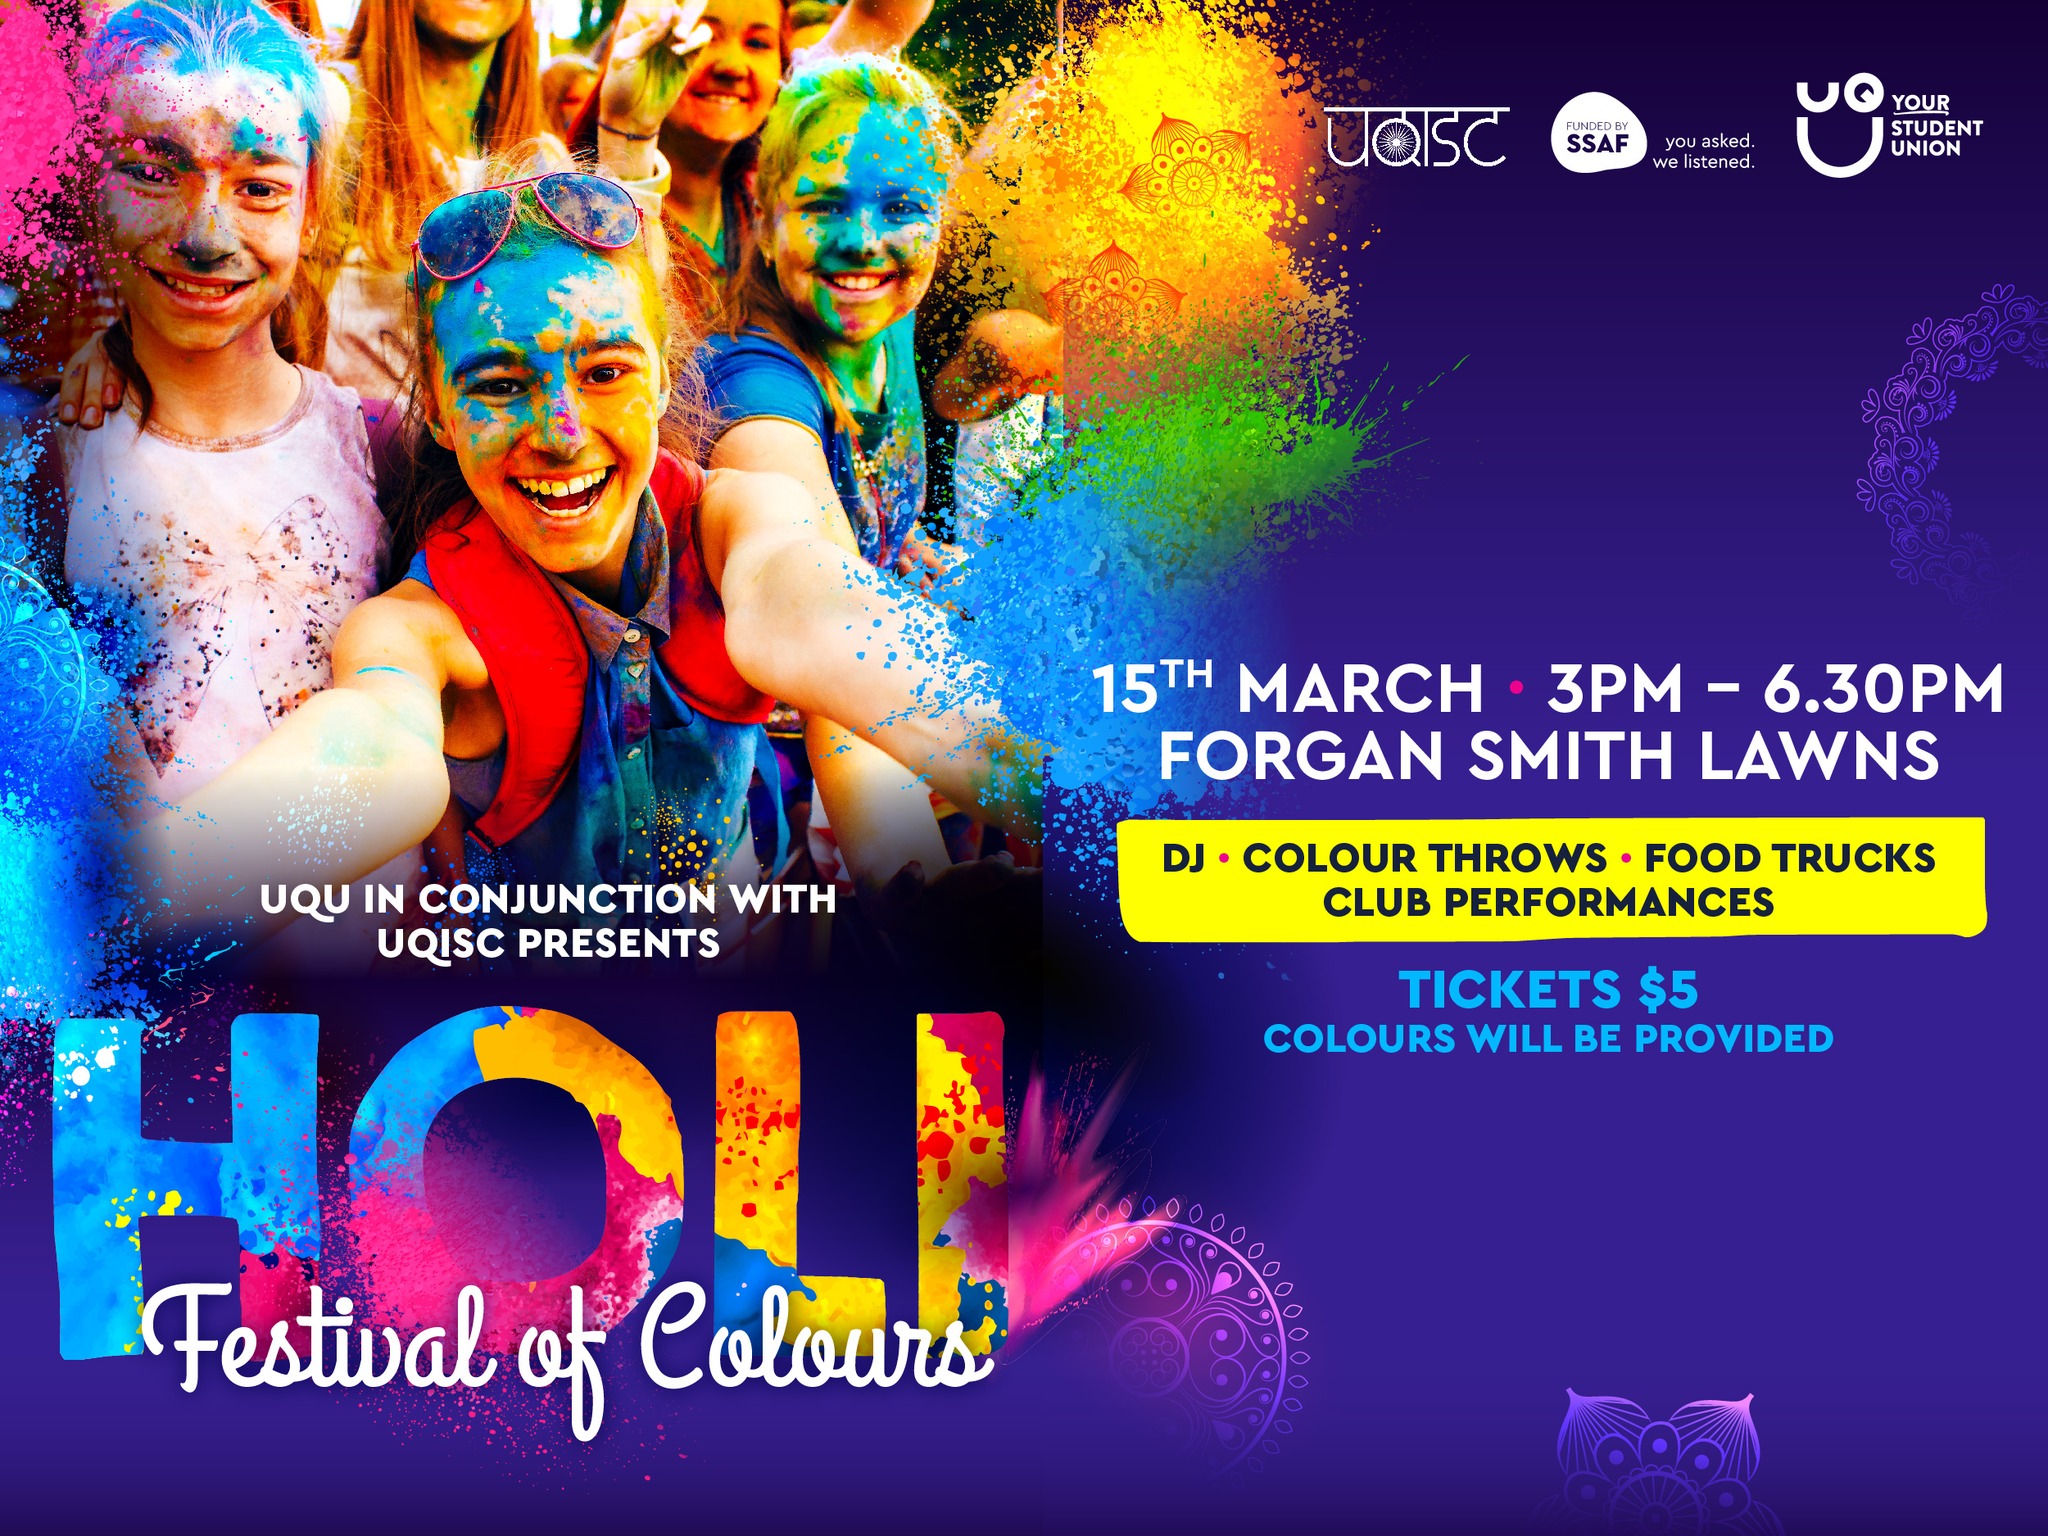 UQISC
FUNDED BY
SSAF
you asked.
we listened.
UQU
YOUR
STUDENT
UNION
15TH MARCH • 3PM – 6.30PM
FORGAN SMITH LAWNS
DJ • COLOUR THROWS • FOOD TRUCKS
CLUB PERFORMANCES
TICKETS $5
COLOURS WILL BE PROVIDED
UQU IN CONJUNCTION WITH
UQISC PRESENTS
HOLI
Festival of Colours